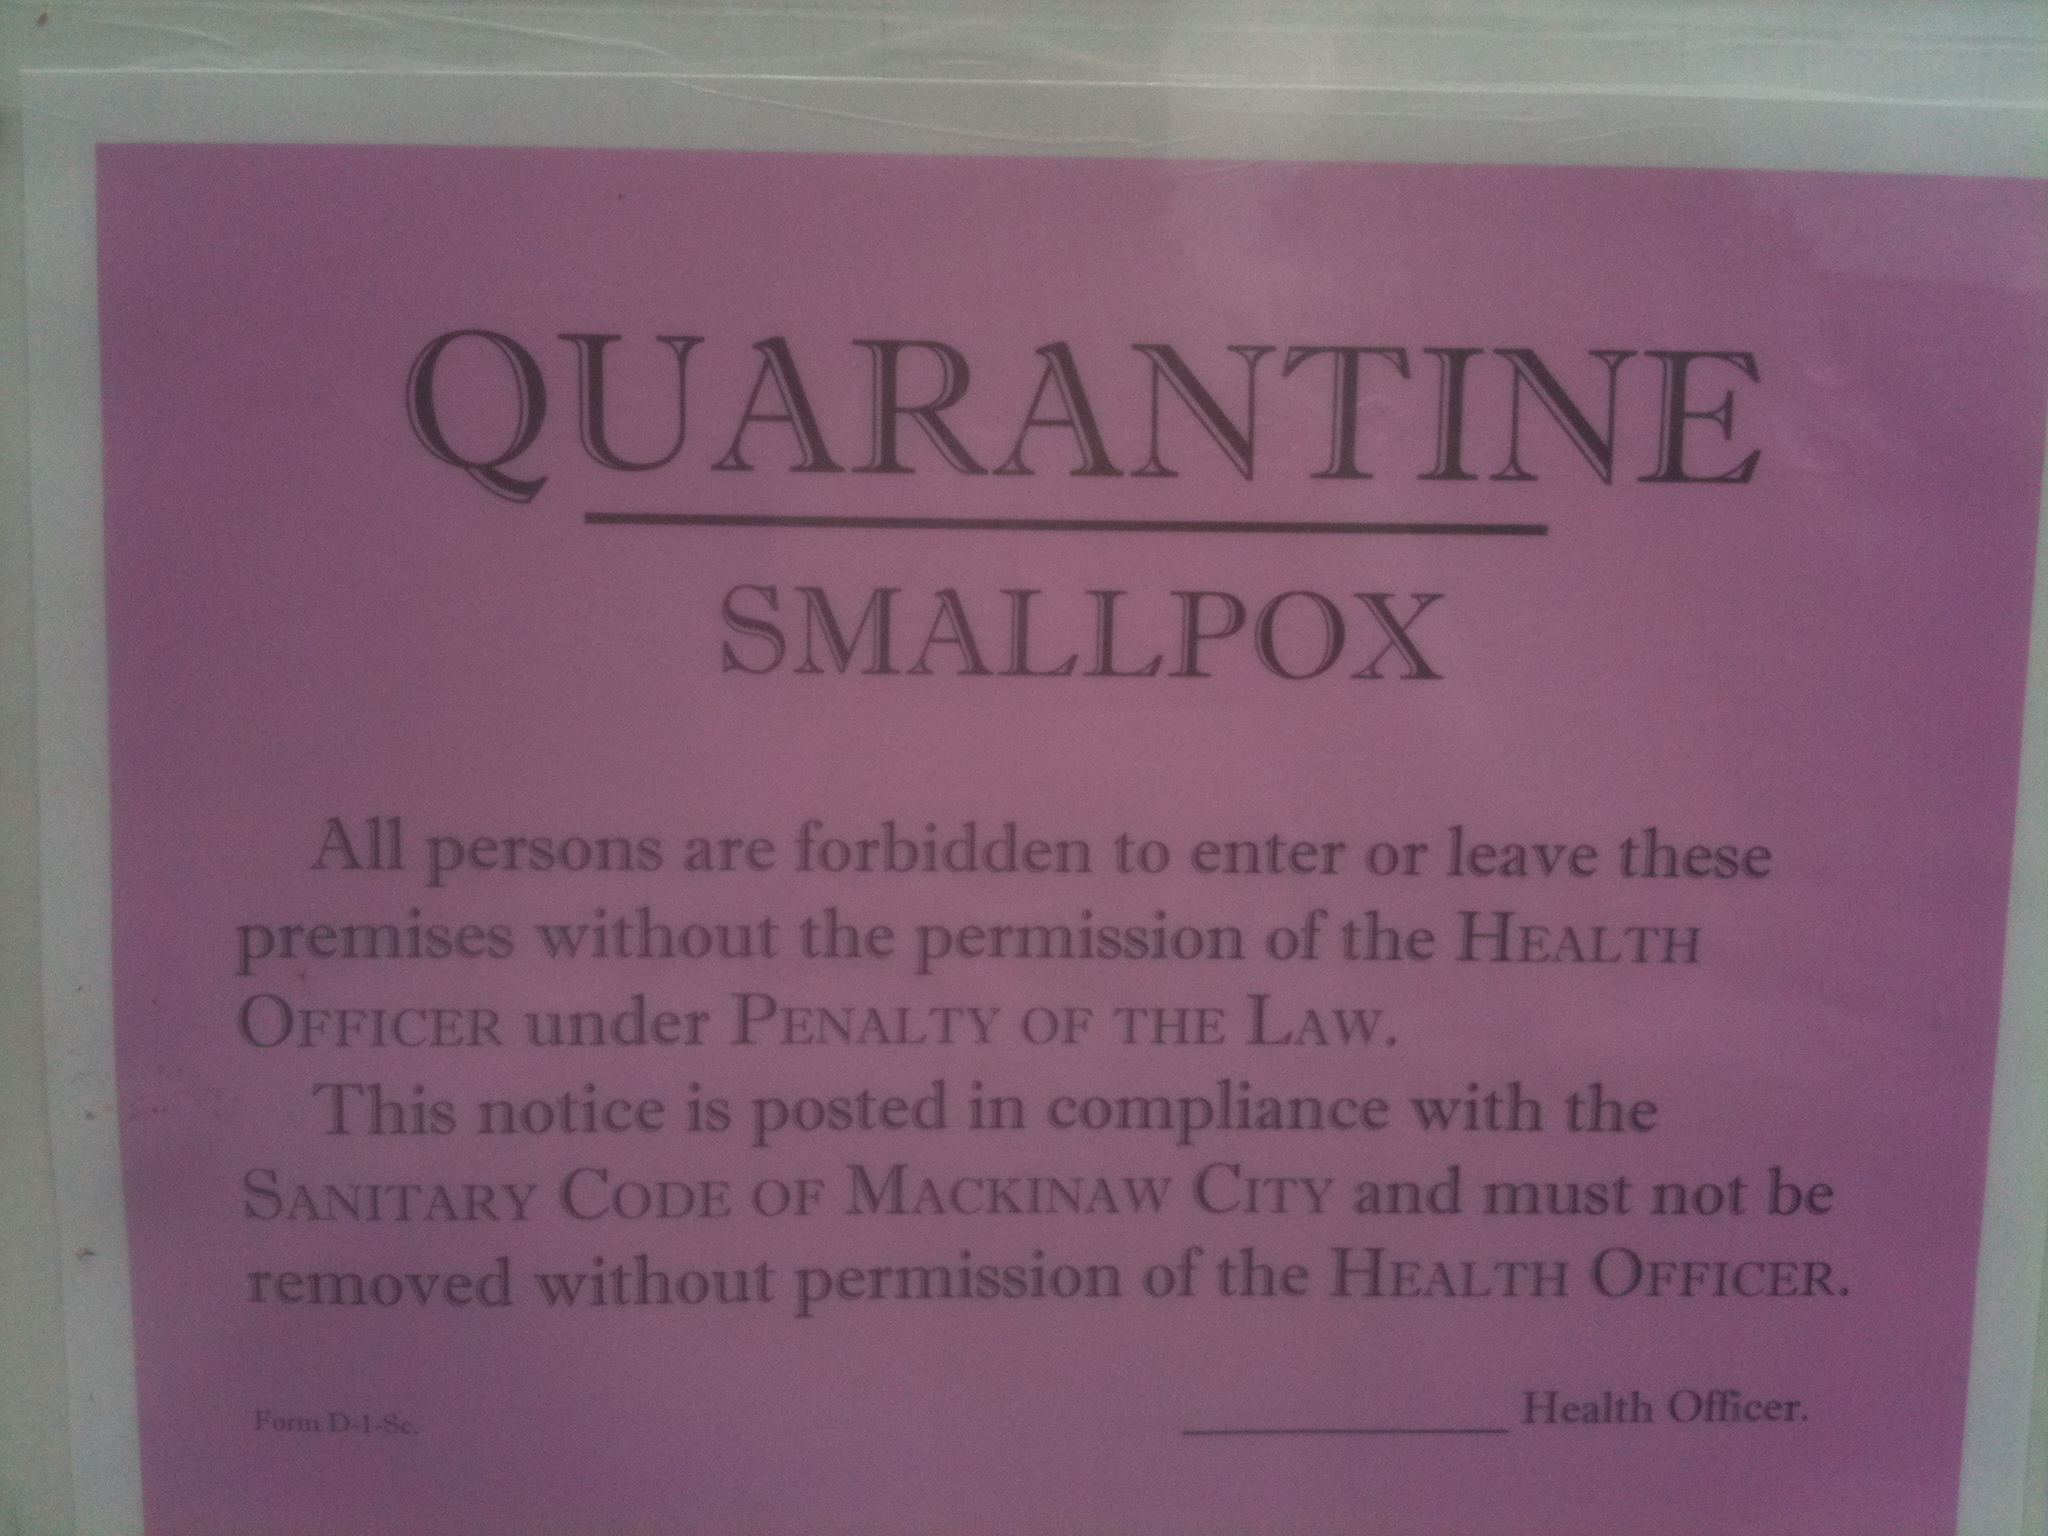 QUARANTINE
SMALLPOX
All persons are forbidden to enter or leave these
premises without the permission of the HEALTH
OFFICER under PENALTY OF THE LAW.
This notice is posted in compliance with the
SANITARY CODE OF MACKINAW CITY and must not be
removed without permission of the HEALTH OFFICER.
Form D-1-Sc.
Health Officer.